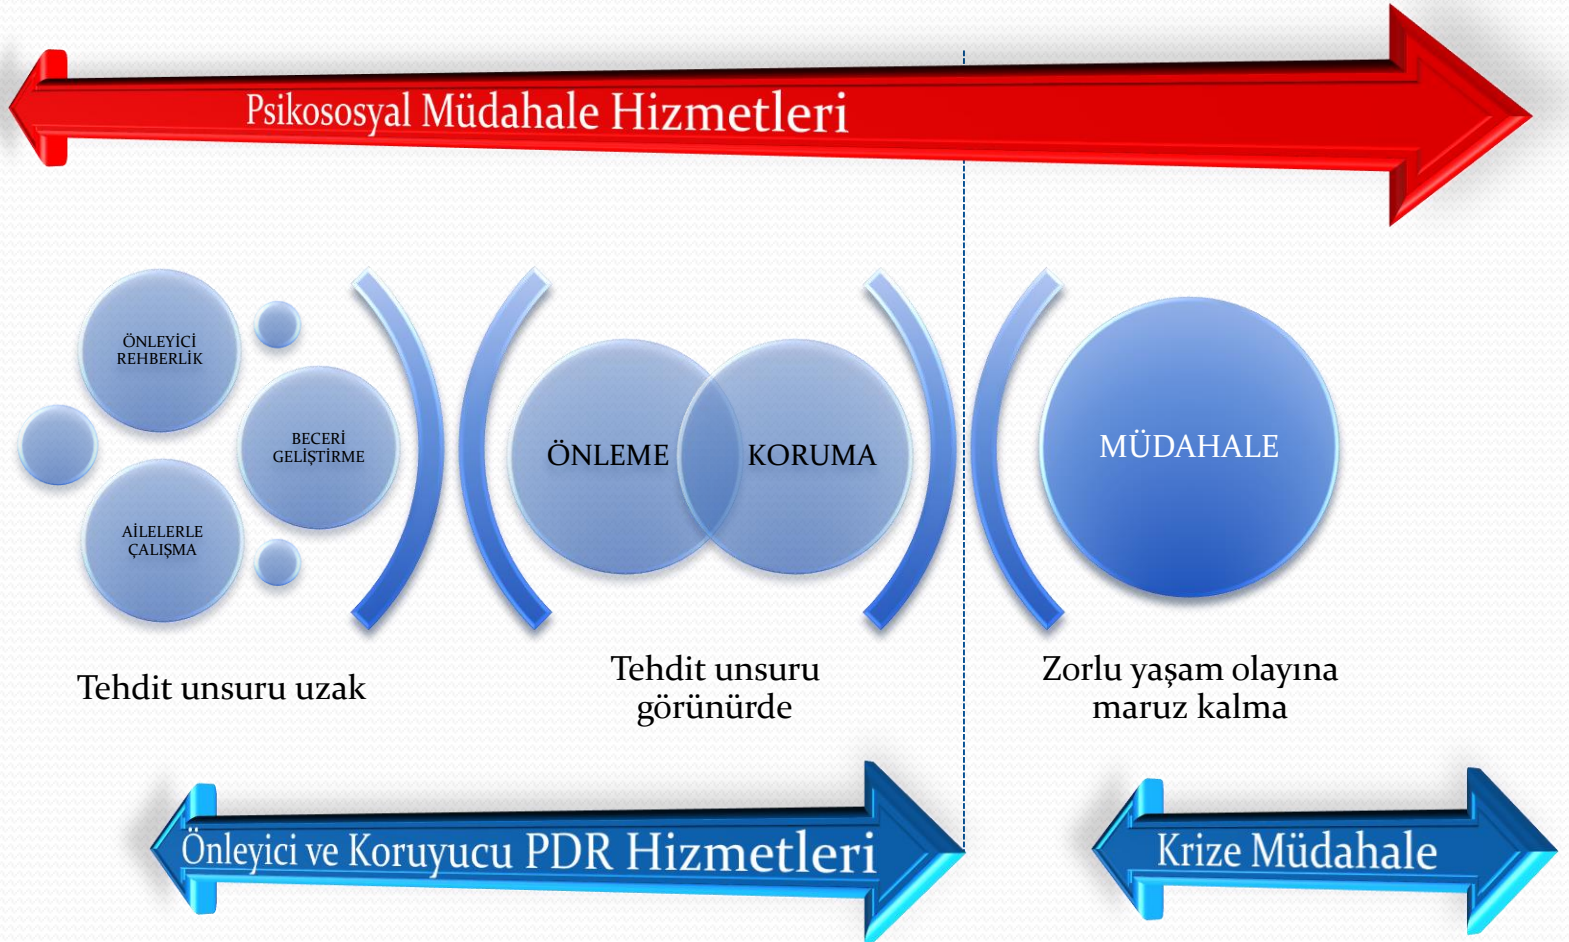 Psikososyal Müdahale Hizmetleri
ÖNLEYİCİ
REHBERLİK
BECERİ
GELİŞTİRME
AİLELERLE
ÇALIŞMA
ÖNLEME
KORUMA
MÜDAHALE
Tehdit unsuru uzak
Tehdit unsuru
görünürde
Zorlu yaşam olayına
maruz kalma
Önleyici ve Koruyucu PDR Hizmetleri
Krize Müdahale